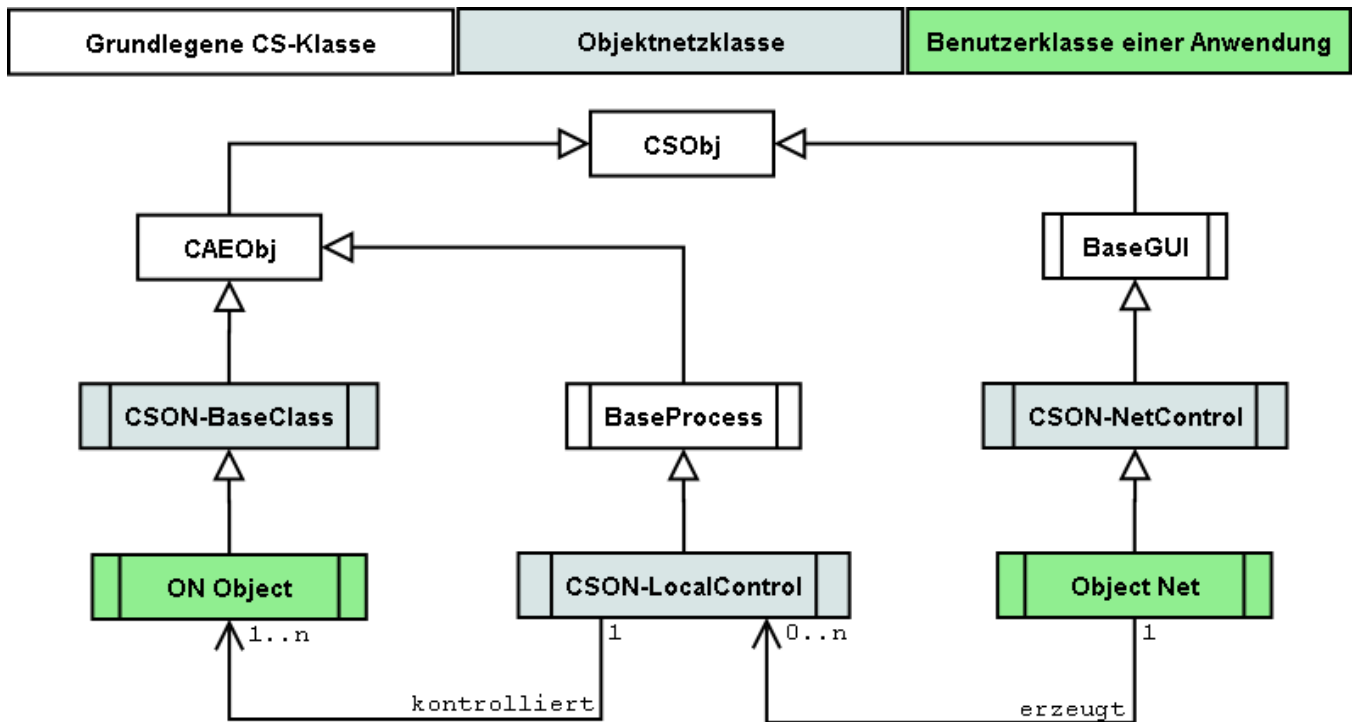 Grundlegene CS-Klasse
Objektnetzklasse
Benutzerklasse einer Anwendung
CSObj
CAEObj
BaseGUI
CSON-BaseClass
BaseProcess
CSON-NetControl
ON Object
CSON-LocalControl
Object Net
1..n
1
0..n
1
kontrolliert
erzeugt